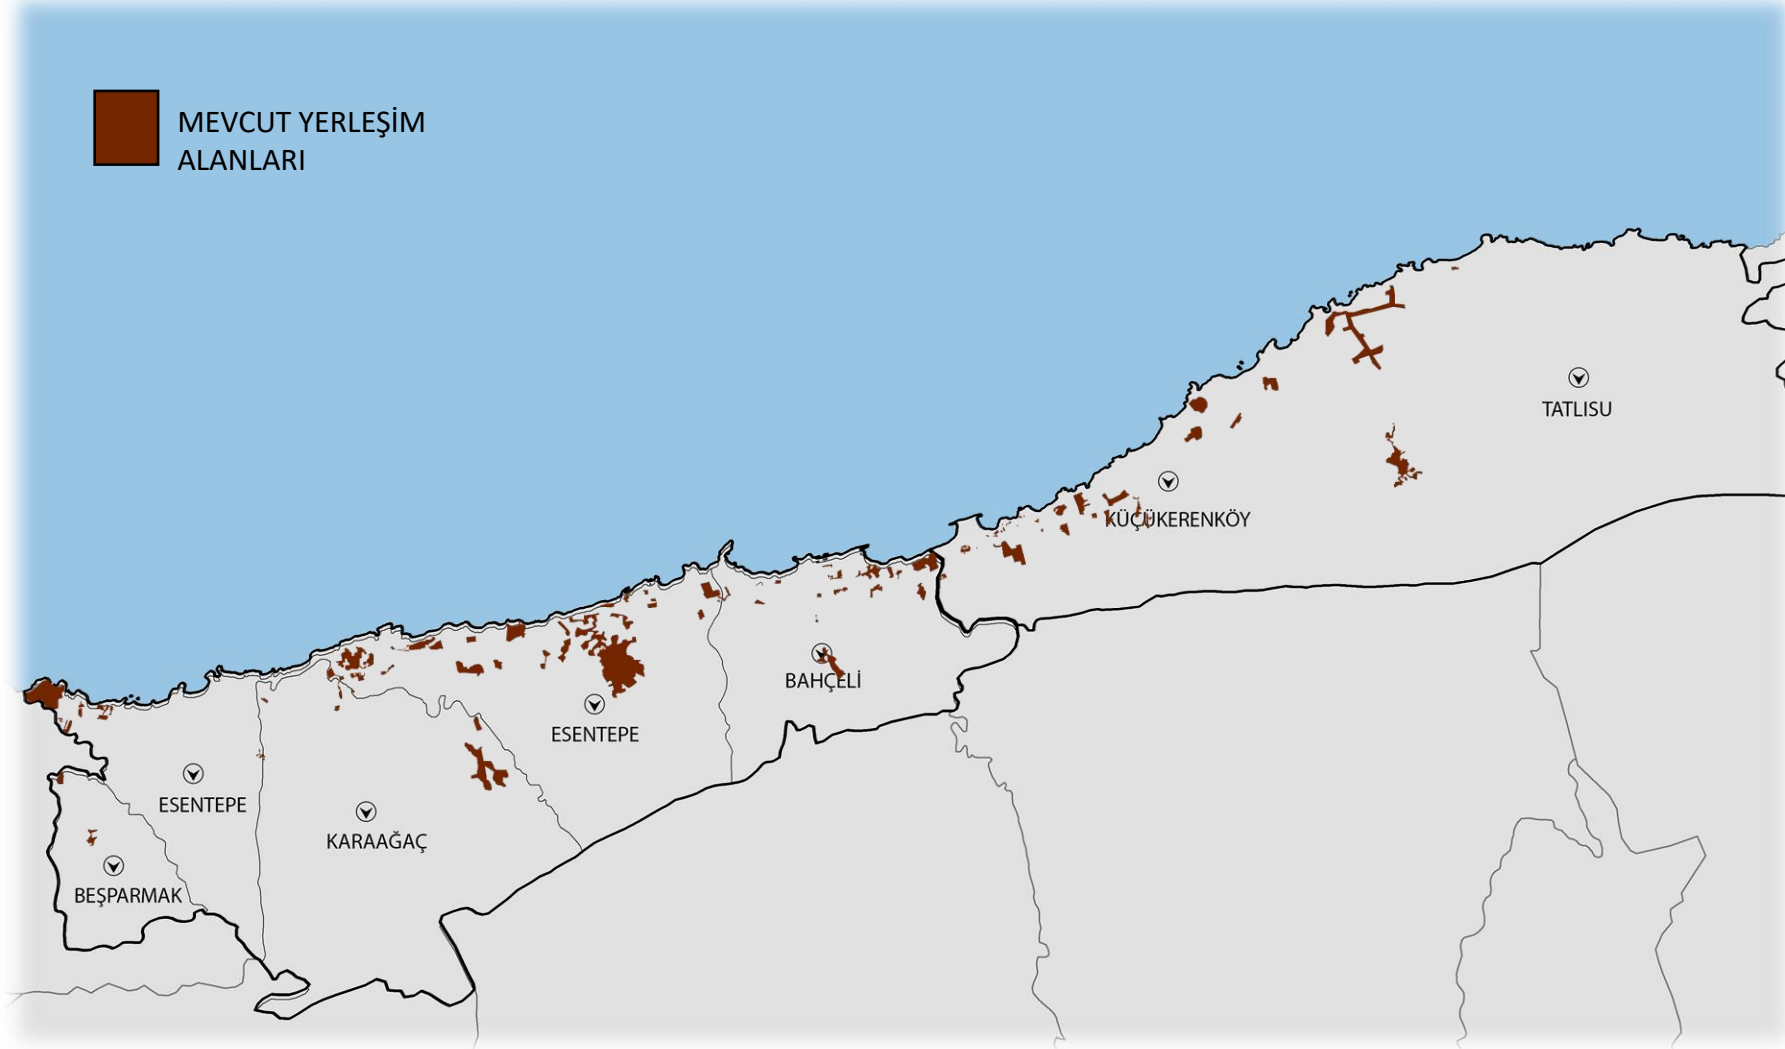 MEVCUT YERLEŞİM
ALANLARI
TATLISU
KÜÇÜKERENKÖY
BAHÇELİ
ESENTEPE
ESENTEPE
KARAAĞAÇ
BEŞPARMAK